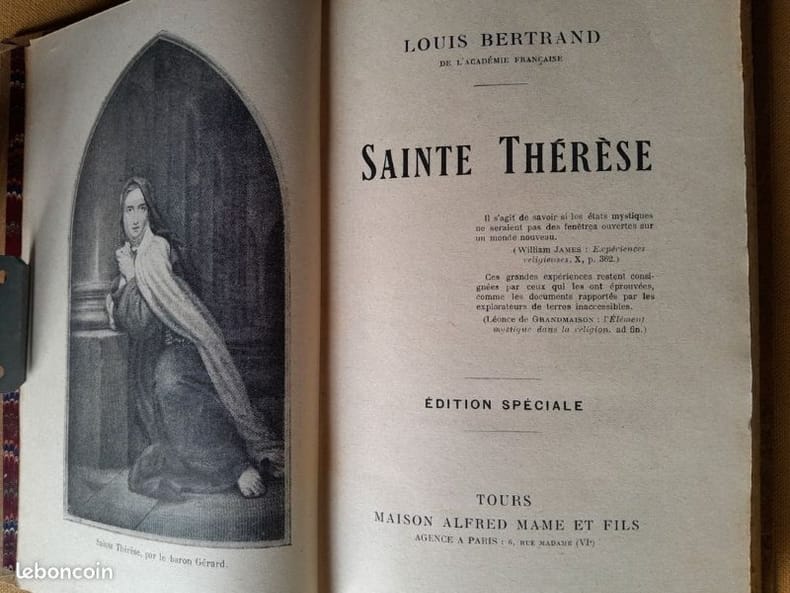 Sainte Thérèse, par le baron Gérard.
LOUIS BERTRAND
DE L'ACADÉMIE FRANÇAISE
SAINTE THÉRÈSE
Il s'agit de savoir si les états mystiques
ne seraient pas des fenêtres ouvertes sur
un monde nouveau.
(William JAMES : Expériences
religieuses, X, p. 362.)
Ces grandes expériences restent consi-
gnées par ceux qui les ont éprouvées,
comme les documents rapportés par les
explorateurs de terres inaccessibles.
(Léonce de GRANDMAISON : l'Élément
mystique dans la religion, ad fin.)
ÉDITION SPÉCIALE
TOURS
MAISON ALFRED MAME ET FILS
AGENCE A PARIS : 6, RUE MADAME (VIe)
leboncoin